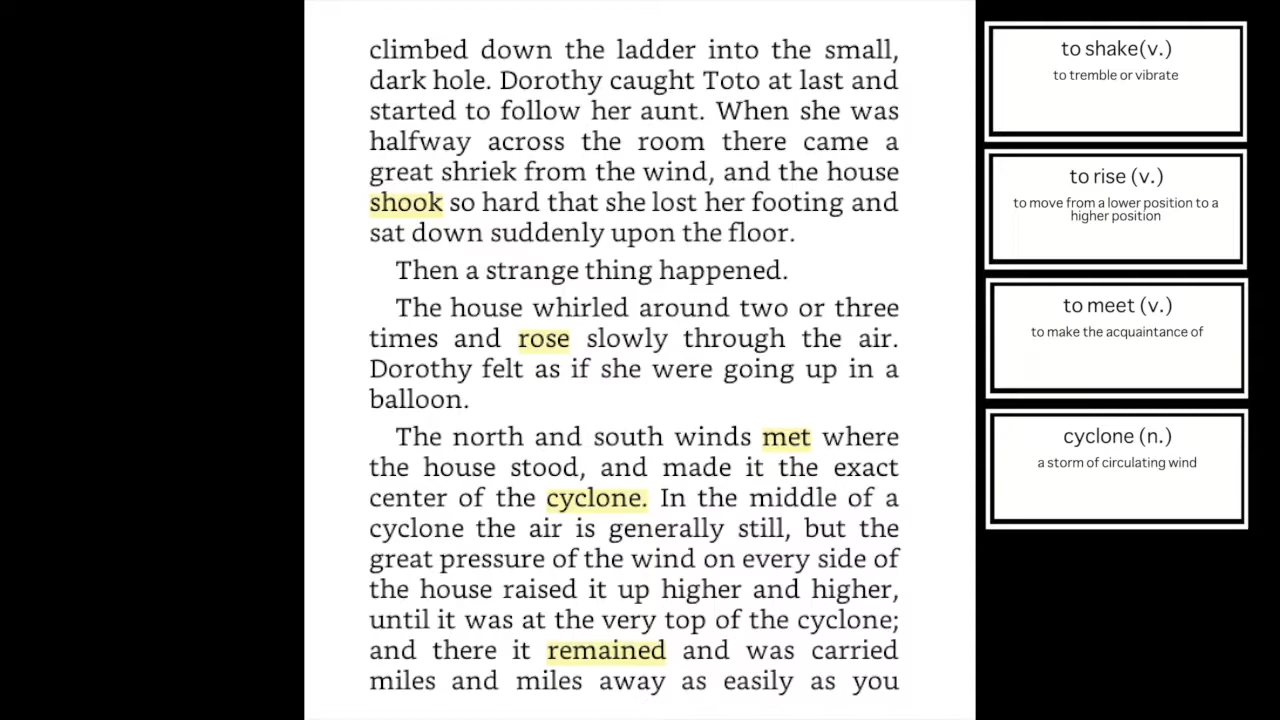 climbed down the ladder into the small,
dark hole. Dorothy caught Toto at last and
started to follow her aunt. When she was
halfway across the room there came a
great shriek from the wind, and the house
shook so hard that she lost her footing and
sat down suddenly upon the floor.
Then a strange thing happened.
The house whirled around two or three
times and rose slowly through the air.
Dorothy felt as if she were going up in a
balloon.
The north and south winds met where
the house stood, and made it the exact
center of the cyclone. In the middle of a
cyclone the air is generally still, but the
great pressure of the wind on every side of
the house raised it up higher and higher,
until it was at the very top of the cyclone;
and there it remained and was carried
miles and miles away as easily as you
to shake(v.)
to tremble or vibrate
to rise (v.)
to move from a lower position to a
higher position
to meet (v.)
to make the acquaintance of
cyclone (n.)
a storm of circulating wind